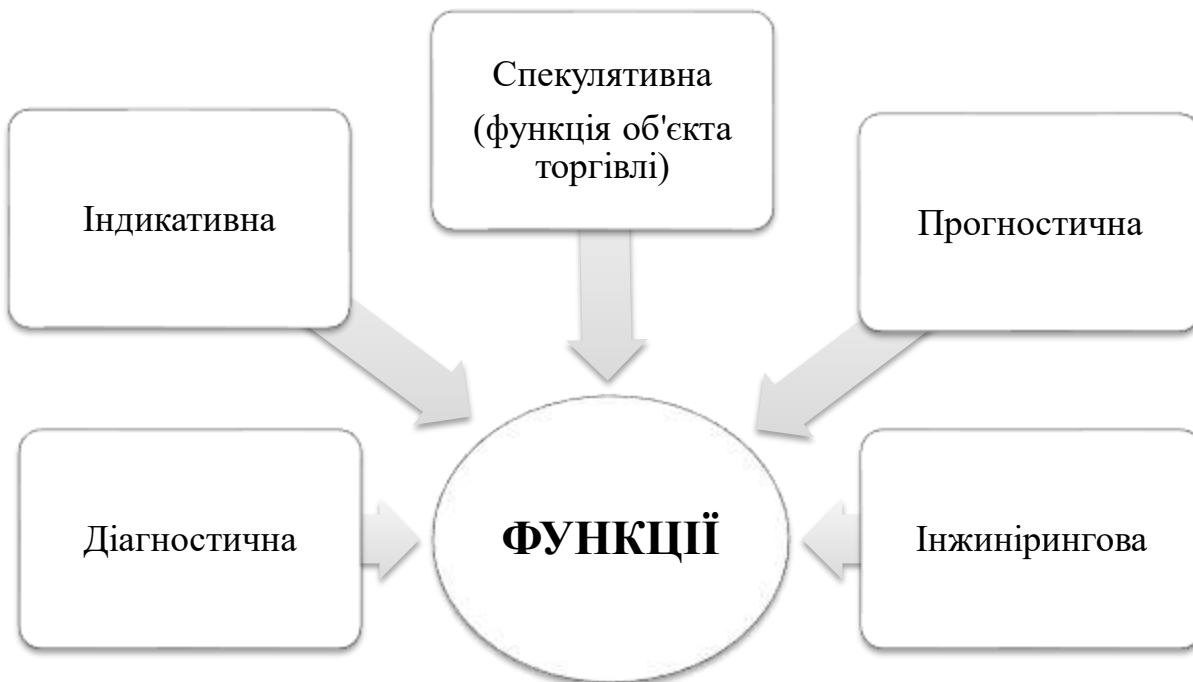 Спекулятивна
(функція об'єкта
торгівлі)
Індикативна
Прогностична
Діагностична
ФУНКЦІЇ
Інжинірингова